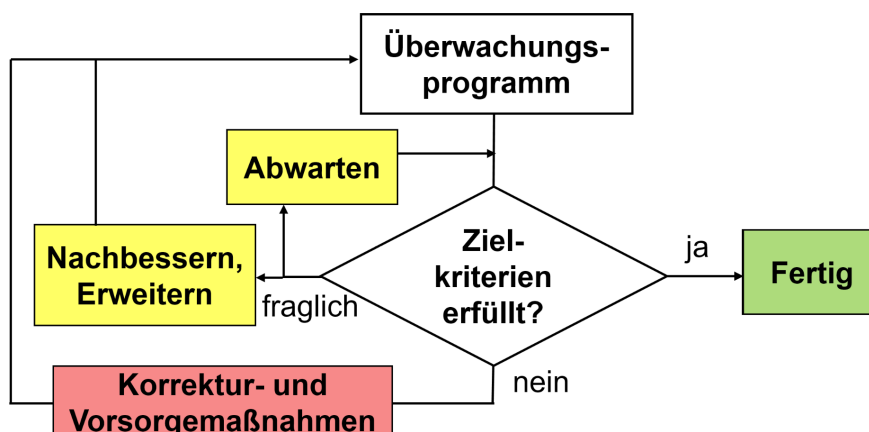 Überwachungs-
programm
Abwarten
Ziel-
kriterien
erfüllt?
ja
Fertig
Nachbessern,
Erweitern
fraglich
nein
Korrektur- und
Vorsorgemaßnahmen